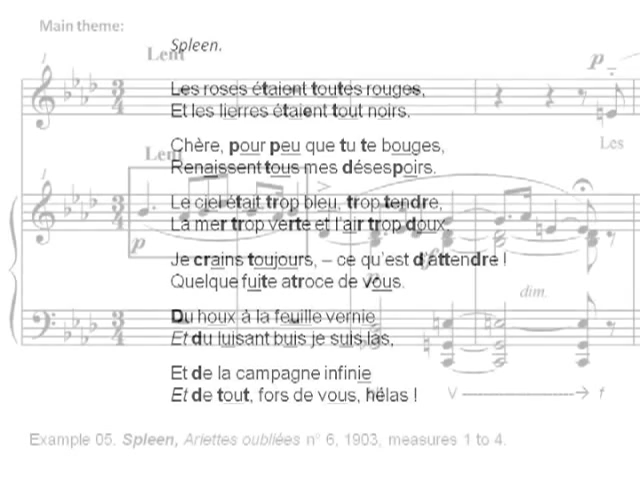 Main theme:
Spleen.
Lent
Les roses étaient toutes rouges,
Et les lierres étaient tout noirs.
p
Les
Chère, pour peu que tu te bouges,
Lent
Renaissent tous mes désespoirs.
Le ciel était trop bleu, trop tendre,
La mer trop verte et l'air trop doux
p
Je crains toujours, – ce qu'est d'attendre !
Quelque fuite atroce de vous.
dim.
Du houx à la feuille vernie
Et du luisant buis je suis las,
Et de la campagne infinie
Et de tout, fors de vous, hélas !
V f
Example 05. Spleen, Ariettes oubliées n° 6, 1903, measures 1 to 4.